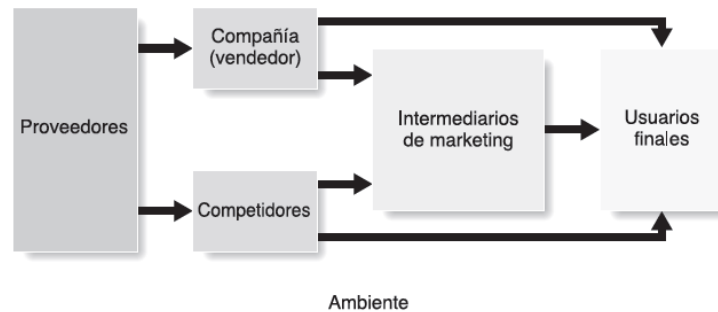 Proveedores
Compañía
(vendedor)
Competidores
Intermediarios
de marketing
Usuarios
finales
Ambiente